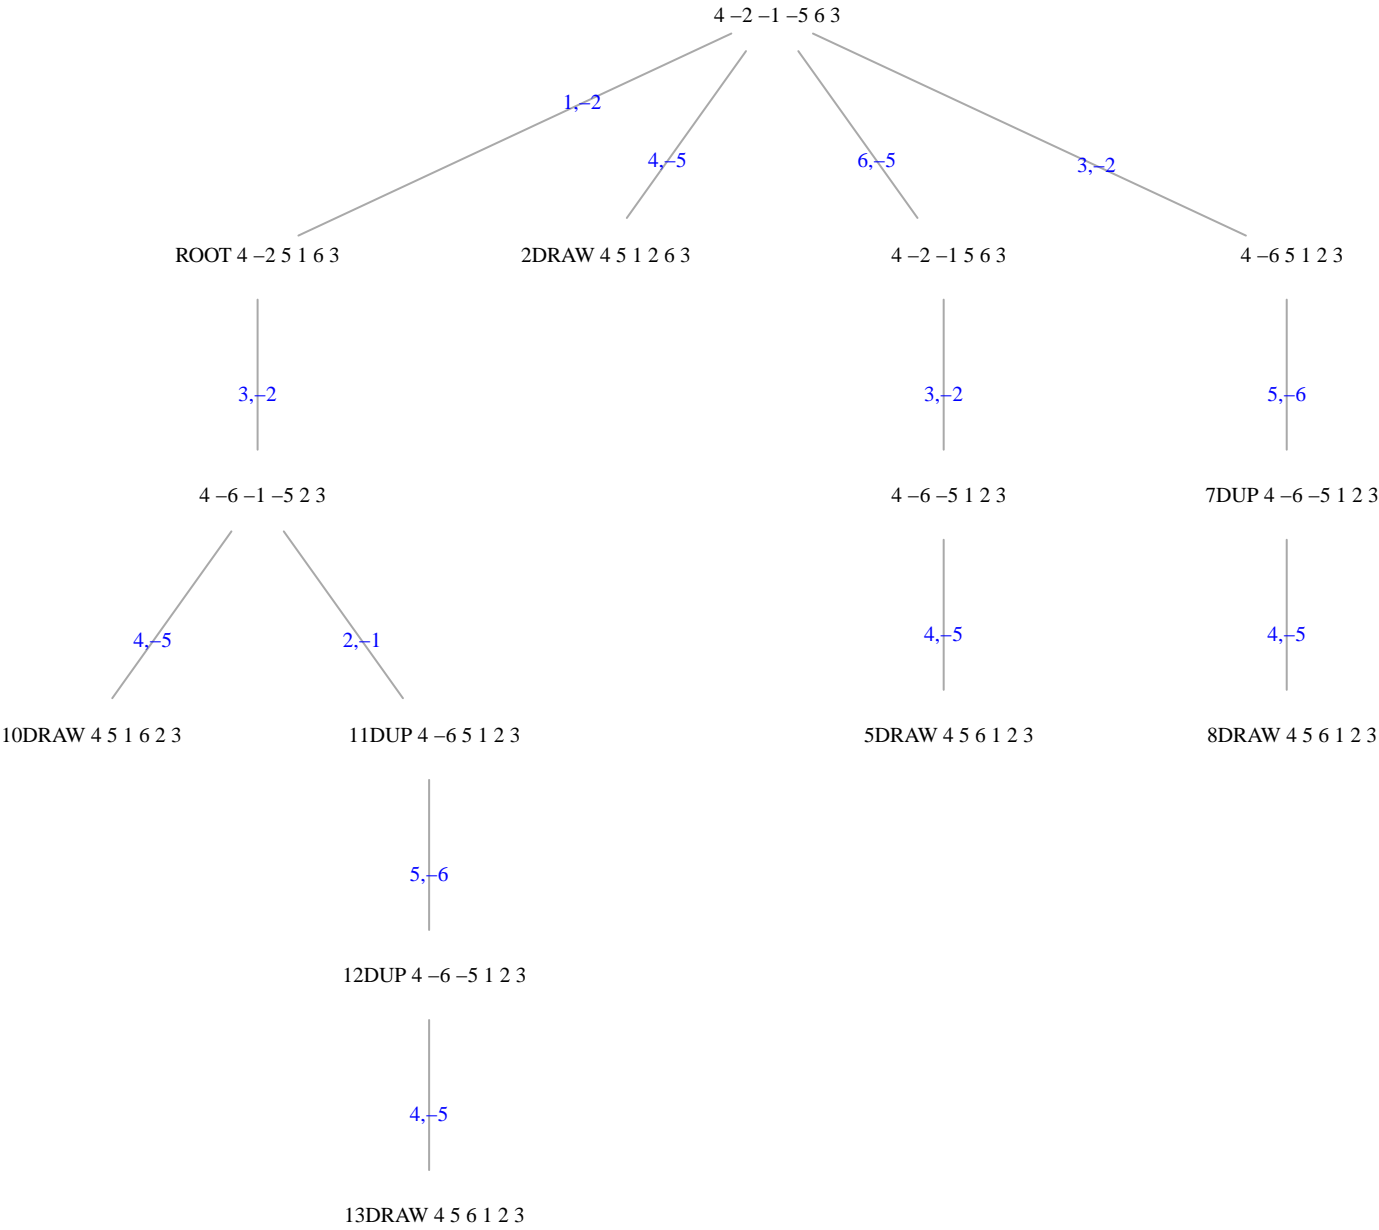 4 –2 –1 –5 6 3
1,–2
4,–5
6,–5
3,–2
ROOT 4 –2 5 1 6 3
2DRAW 4 5 1 2 6 3
4 –2 –1 5 6 3
4 –6 5 1 2 3
3,–2
3,–2
5,–6
4 –6 –1 –5 2 3
4 –6 –5 1 2 3
7DUP 4 –6 –5 1 2 3
4,–5
2,–1
4,–5
4,–5
10DRAW 4 5 1 6 2 3
11DUP 4 –6 5 1 2 3
5DRAW 4 5 6 1 2 3
8DRAW 4 5 6 1 2 3
5,–6
12DUP 4 –6 –5 1 2 3
4,–5
13DRAW 4 5 6 1 2 3